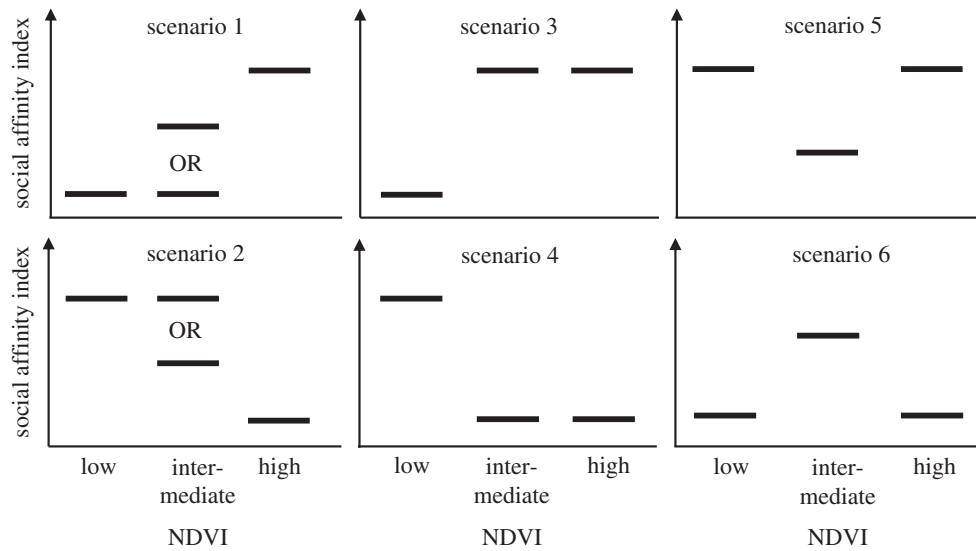 scenario 1
scenario 3
scenario 5
social affinity index
OR
scenario 2
scenario 4
scenario 6
social affinity index
OR
low
inter-
mediate
high
low
inter-
mediate
high
low
inter-
mediate
high
NDVI
NDVI
NDVI